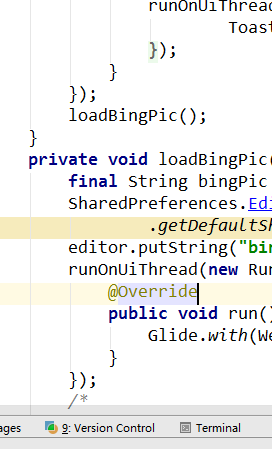 runOnUiThread
Toast
});
}
});
loadBingPic();
}
private void loadBingPic(
final String bingPic
SharedPreferences.Edi
.getDefaultSh
editor.putString("bin
runOnUiThread(new Run
@Override
public void run()
Glide.with(We
}
});
/*
ages 9: Version Control Terminal